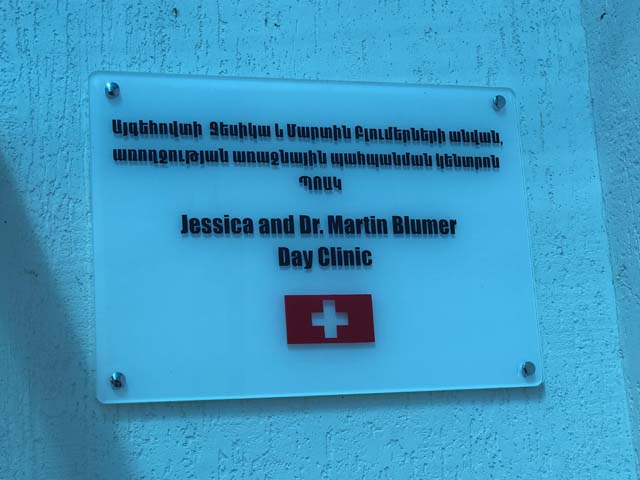 Այգեհովտի Ջեսիկա և Մարտին Բլումերների անվան,
առողջության առաջնային պահպանման կենտրոն
ՊՈԱԿ
Jessica and Dr. Martin Blumer
Day Clinic